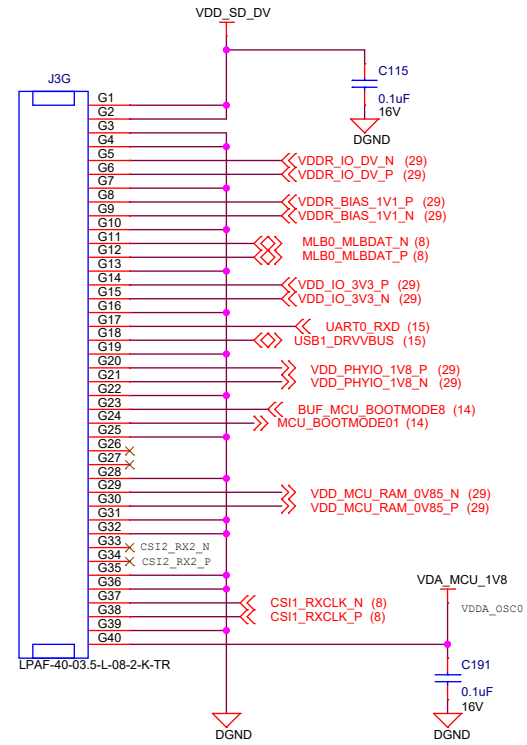 VDD_SD_DV
J3G
C115
0.1uF
16V
DGND
G1
G2
G3
G4
G5 VDDR_IO_DV_N (29)
G6 VDDR_IO_DV_P (29)
G7
G8 VDDR_BIAS_1V1_P (29)
G9 VDDR_BIAS_1V1_N (29)
G10
G11 MLB0_MLBDAT_N (8)
G12 MLB0_MLBDAT_P (8)
G13
G14 VDD_IO_3V3_P (29)
G15 VDD_IO_3V3_N (29)
G16
G17 UART0_RXD (15)
G18 USB1_DRVVBUS (15)
G19
G20 VDD_PHYIO_1V8_P (29)
G21 VDD_PHYIO_1V8_N (29)
G22
G23 BUF_MCU_BOOTMODE8 (14)
G24 MCU_BOOTMODE01 (14)
G25
G26
G27
G28
G29 VDD_MCU_RAM_0V85_N (29)
G30 VDD_MCU_RAM_0V85_P (29)
G31
G32
G33 CSI2_RX2_N
G34 CSI2_RX2_P
G35
G36
G37 CSI1_RXCLK_N (8)
G38 CSI1_RXCLK_P (8)
G39
G40
LPAF-40-03.5-L-08-2-K-TR
VDA_MCU_1V8
VDDA_OSC0
C191
0.1uF
16V
DGND
DGND